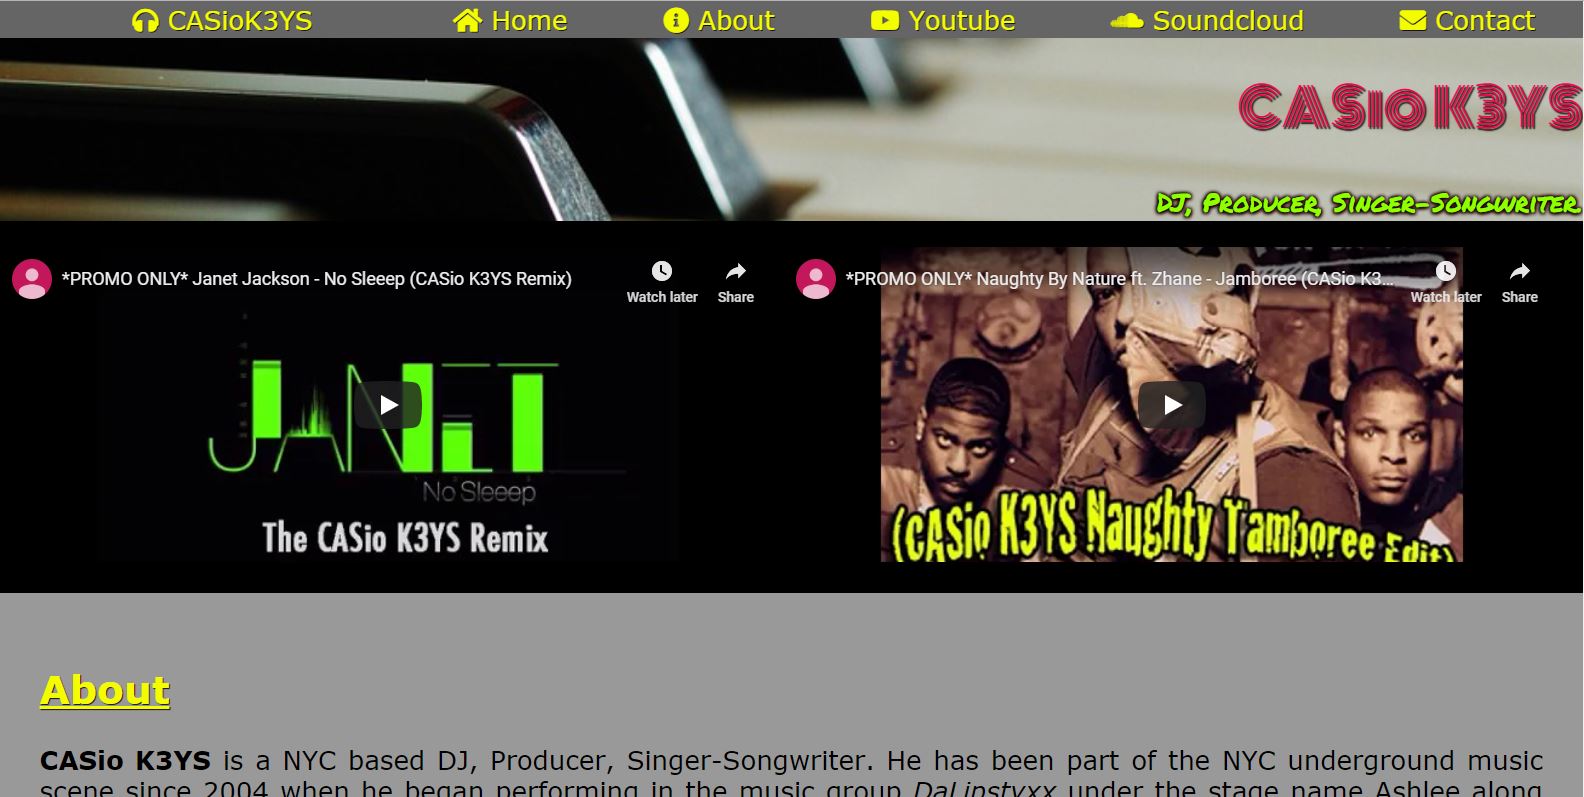 CASioK3YS Home About Youtube Soundcloud Contact
CASioK3YS
DJ, Producer, Singer-Songwriter.
*PROMO ONLY* Janet Jackson - No Sleeep (CASio K3YS Remix)
Watch later Share
JANET
No Sleeep
The CASio K3YS Remix
*PROMO ONLY* Naughty By Nature ft. Zhane - Jamboree (CASio K3...
Watch later Share
(CASio K3YS Naughty Tamboree Edit)
About
CASio K3YS is a NYC based DJ, Producer, Singer-Songwriter. He has been part of the NYC underground music
scene since 2004 when he began performing in the music group DaLipstyxx under the stage name Ashlee along